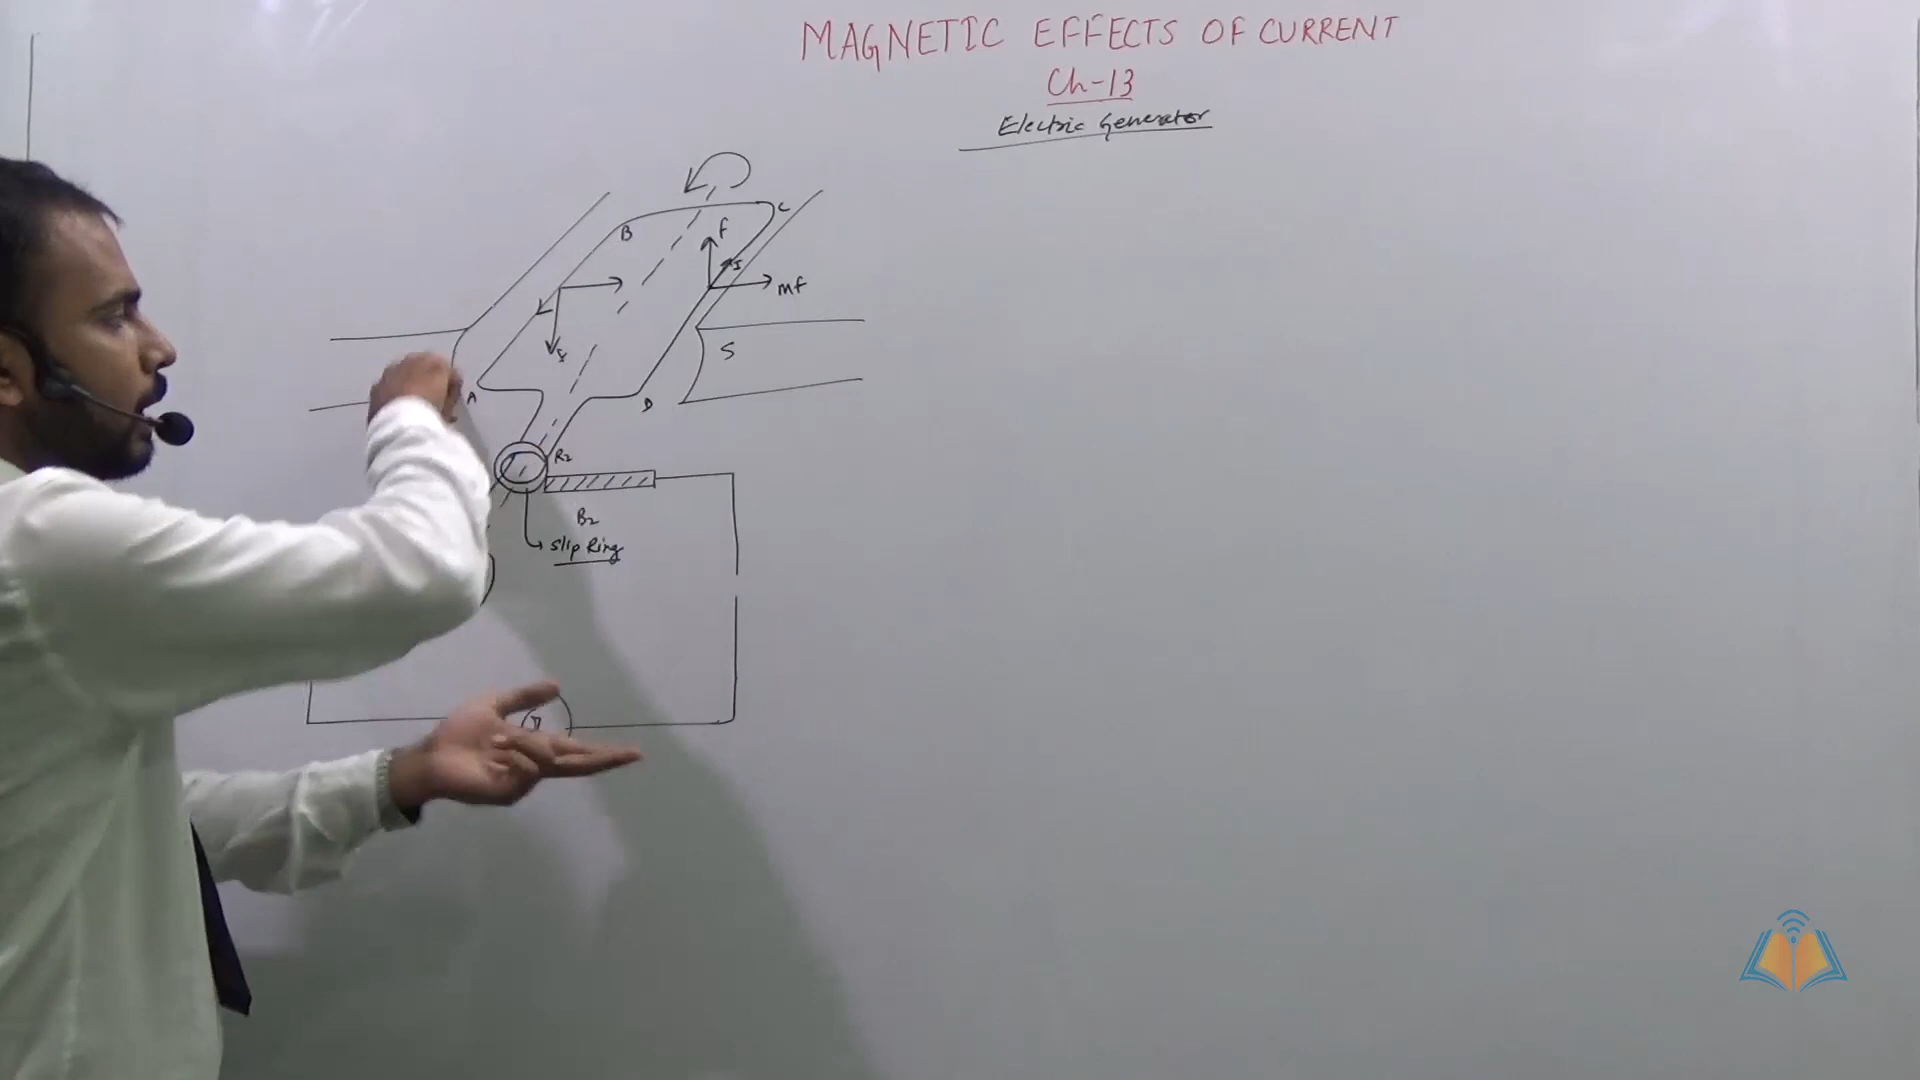 MAGNETIC EFFECTS OF CURRENT
Ch-13
Electric Generator
C
B
f
I
mf
f
S
A
D
R2
B2
Slip Ring